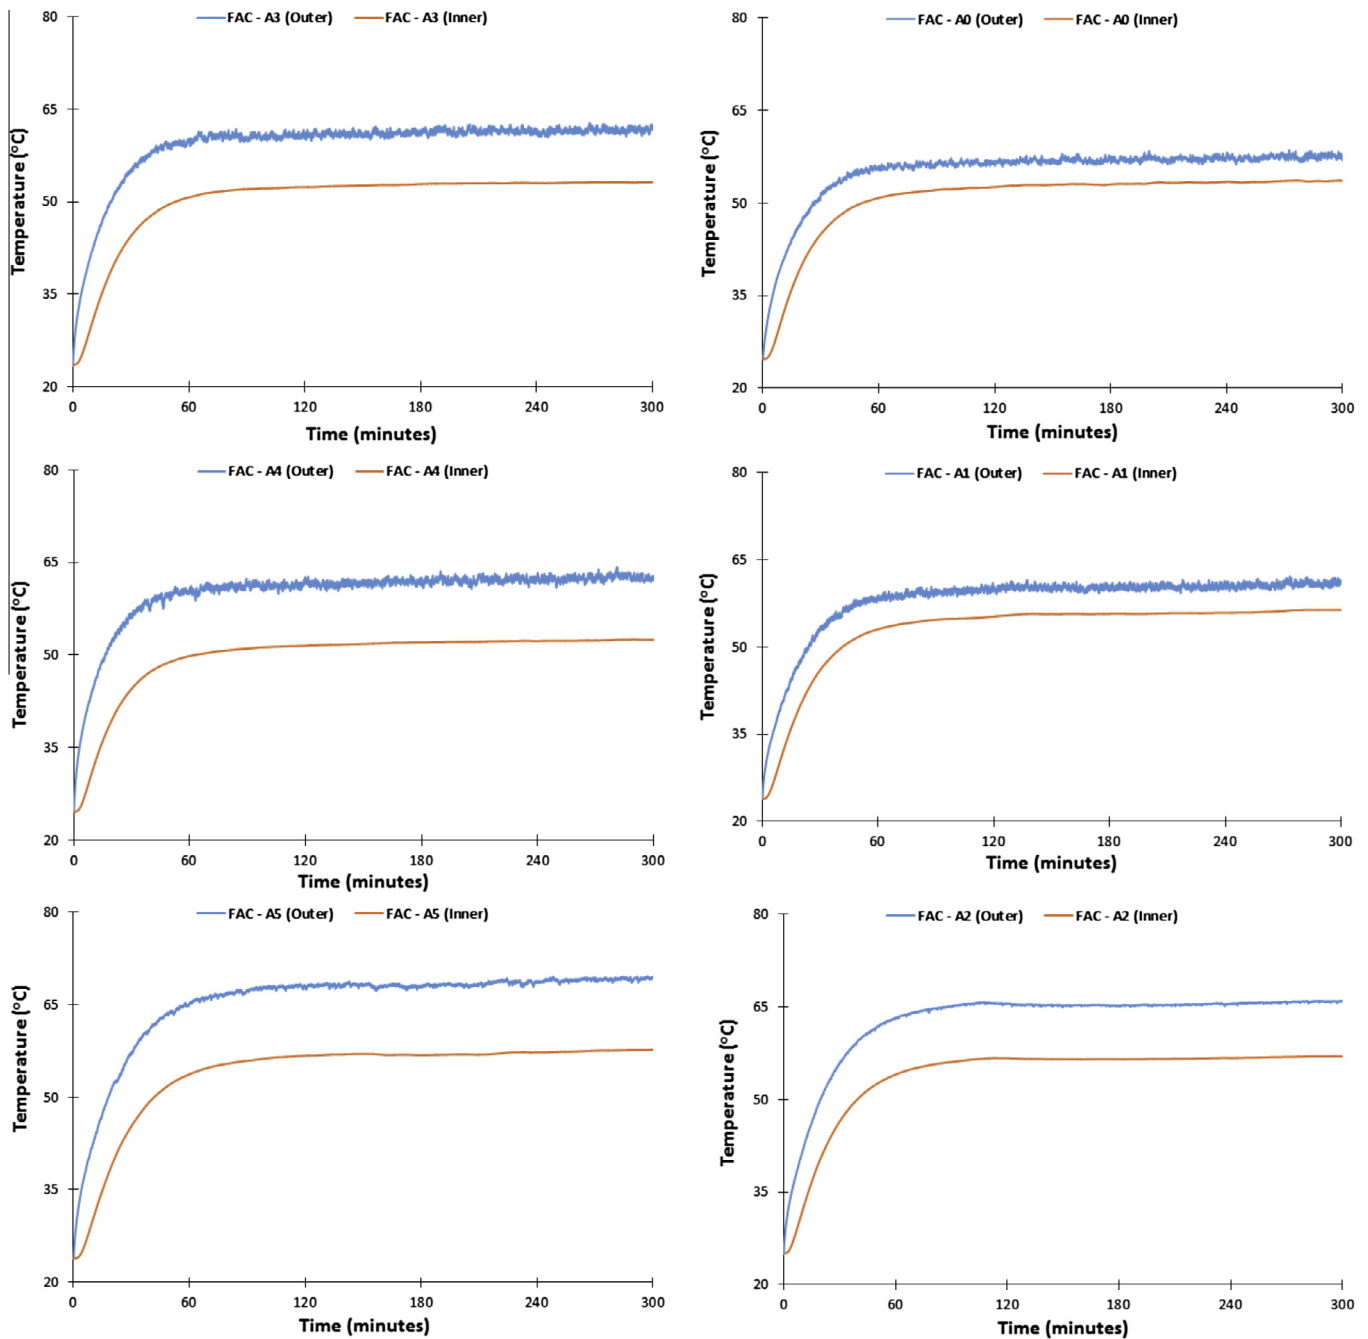 FAC - A3 (Outer) FAC - A3 (Inner)
80
65
50
35
20
Temperature (°C)
0 60 120 180 240 300
Time (minutes)
FAC - A0 (Outer) FAC - A0 (Inner)
80
65
50
35
20
Temperature (°C)
0 60 120 180 240 300
Time (minutes)
FAC - A4 (Outer) FAC - A4 (Inner)
80
65
50
35
20
Temperature (°C)
0 60 120 180 240 300
Time (minutes)
FAC - A1 (Outer) FAC - A1 (Inner)
80
65
50
35
20
Temperature (°C)
0 60 120 180 240 300
Time (minutes)
FAC - A5 (Outer) FAC - A5 (Inner)
80
65
50
35
20
Temperature (°C)
0 60 120 180 240 300
Time (minutes)
FAC - A2 (Outer) FAC - A2 (Inner)
80
65
50
35
20
Temperature (°C)
0 60 120 180 240 300
Time (minutes)